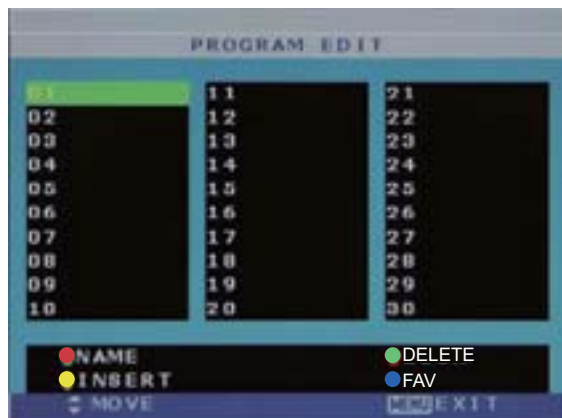 PROGRAM EDIT
01 11 21
02 12 22
03 13 23
04 14 24
05 15 25
06 16 26
07 17 27
08 18 28
09 19 29
10 20 30
NAME DELETE
INSERT FAV
MOVE MENU EXIT